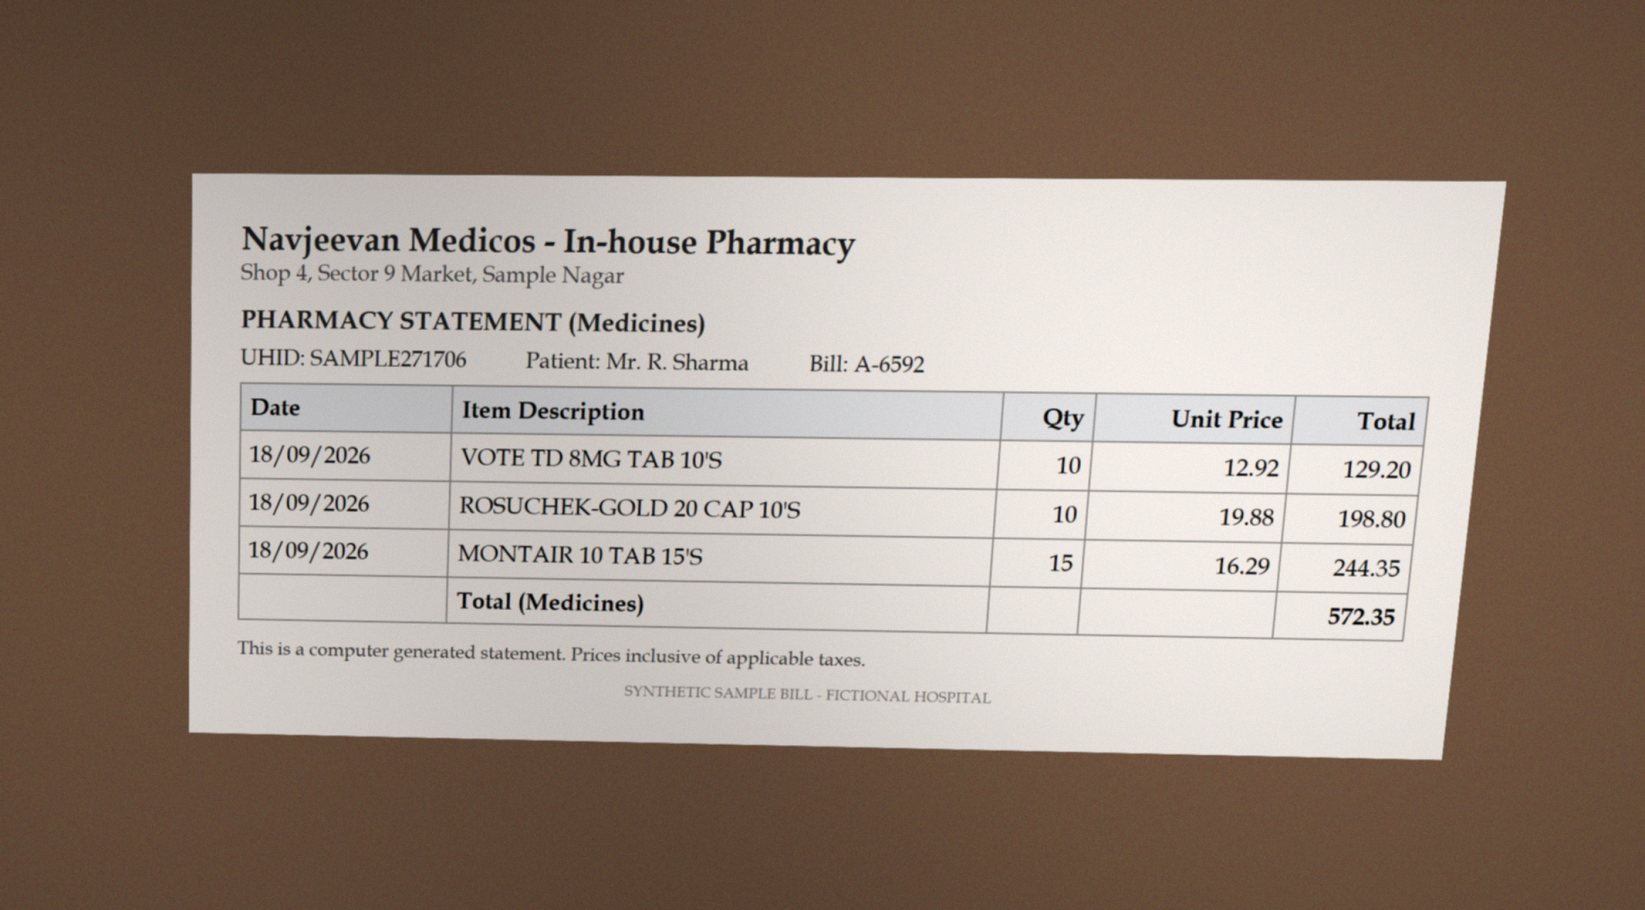 Navjeevan Medicos - In-house Pharmacy
Shop 4, Sector 9 Market, Sample Nagar
PHARMACY STATEMENT (Medicines)
UHID: SAMPLE271706 Patient: Mr. R. Sharma Bill: A-6592
Date Item Description Qty Unit Price Total
18/09/2026 VOTE TD 8MG TAB 10'S 10 12.92 129.20
18/09/2026 ROSUCHEK-GOLD 20 CAP 10'S 10 19.88 198.80
18/09/2026 MONTAIR 10 TAB 15'S 15 16.29 244.35
Total (Medicines) 572.35
This is a computer generated statement. Prices inclusive of applicable taxes.
SYNTHETIC SAMPLE BILL - FICTIONAL HOSPITAL